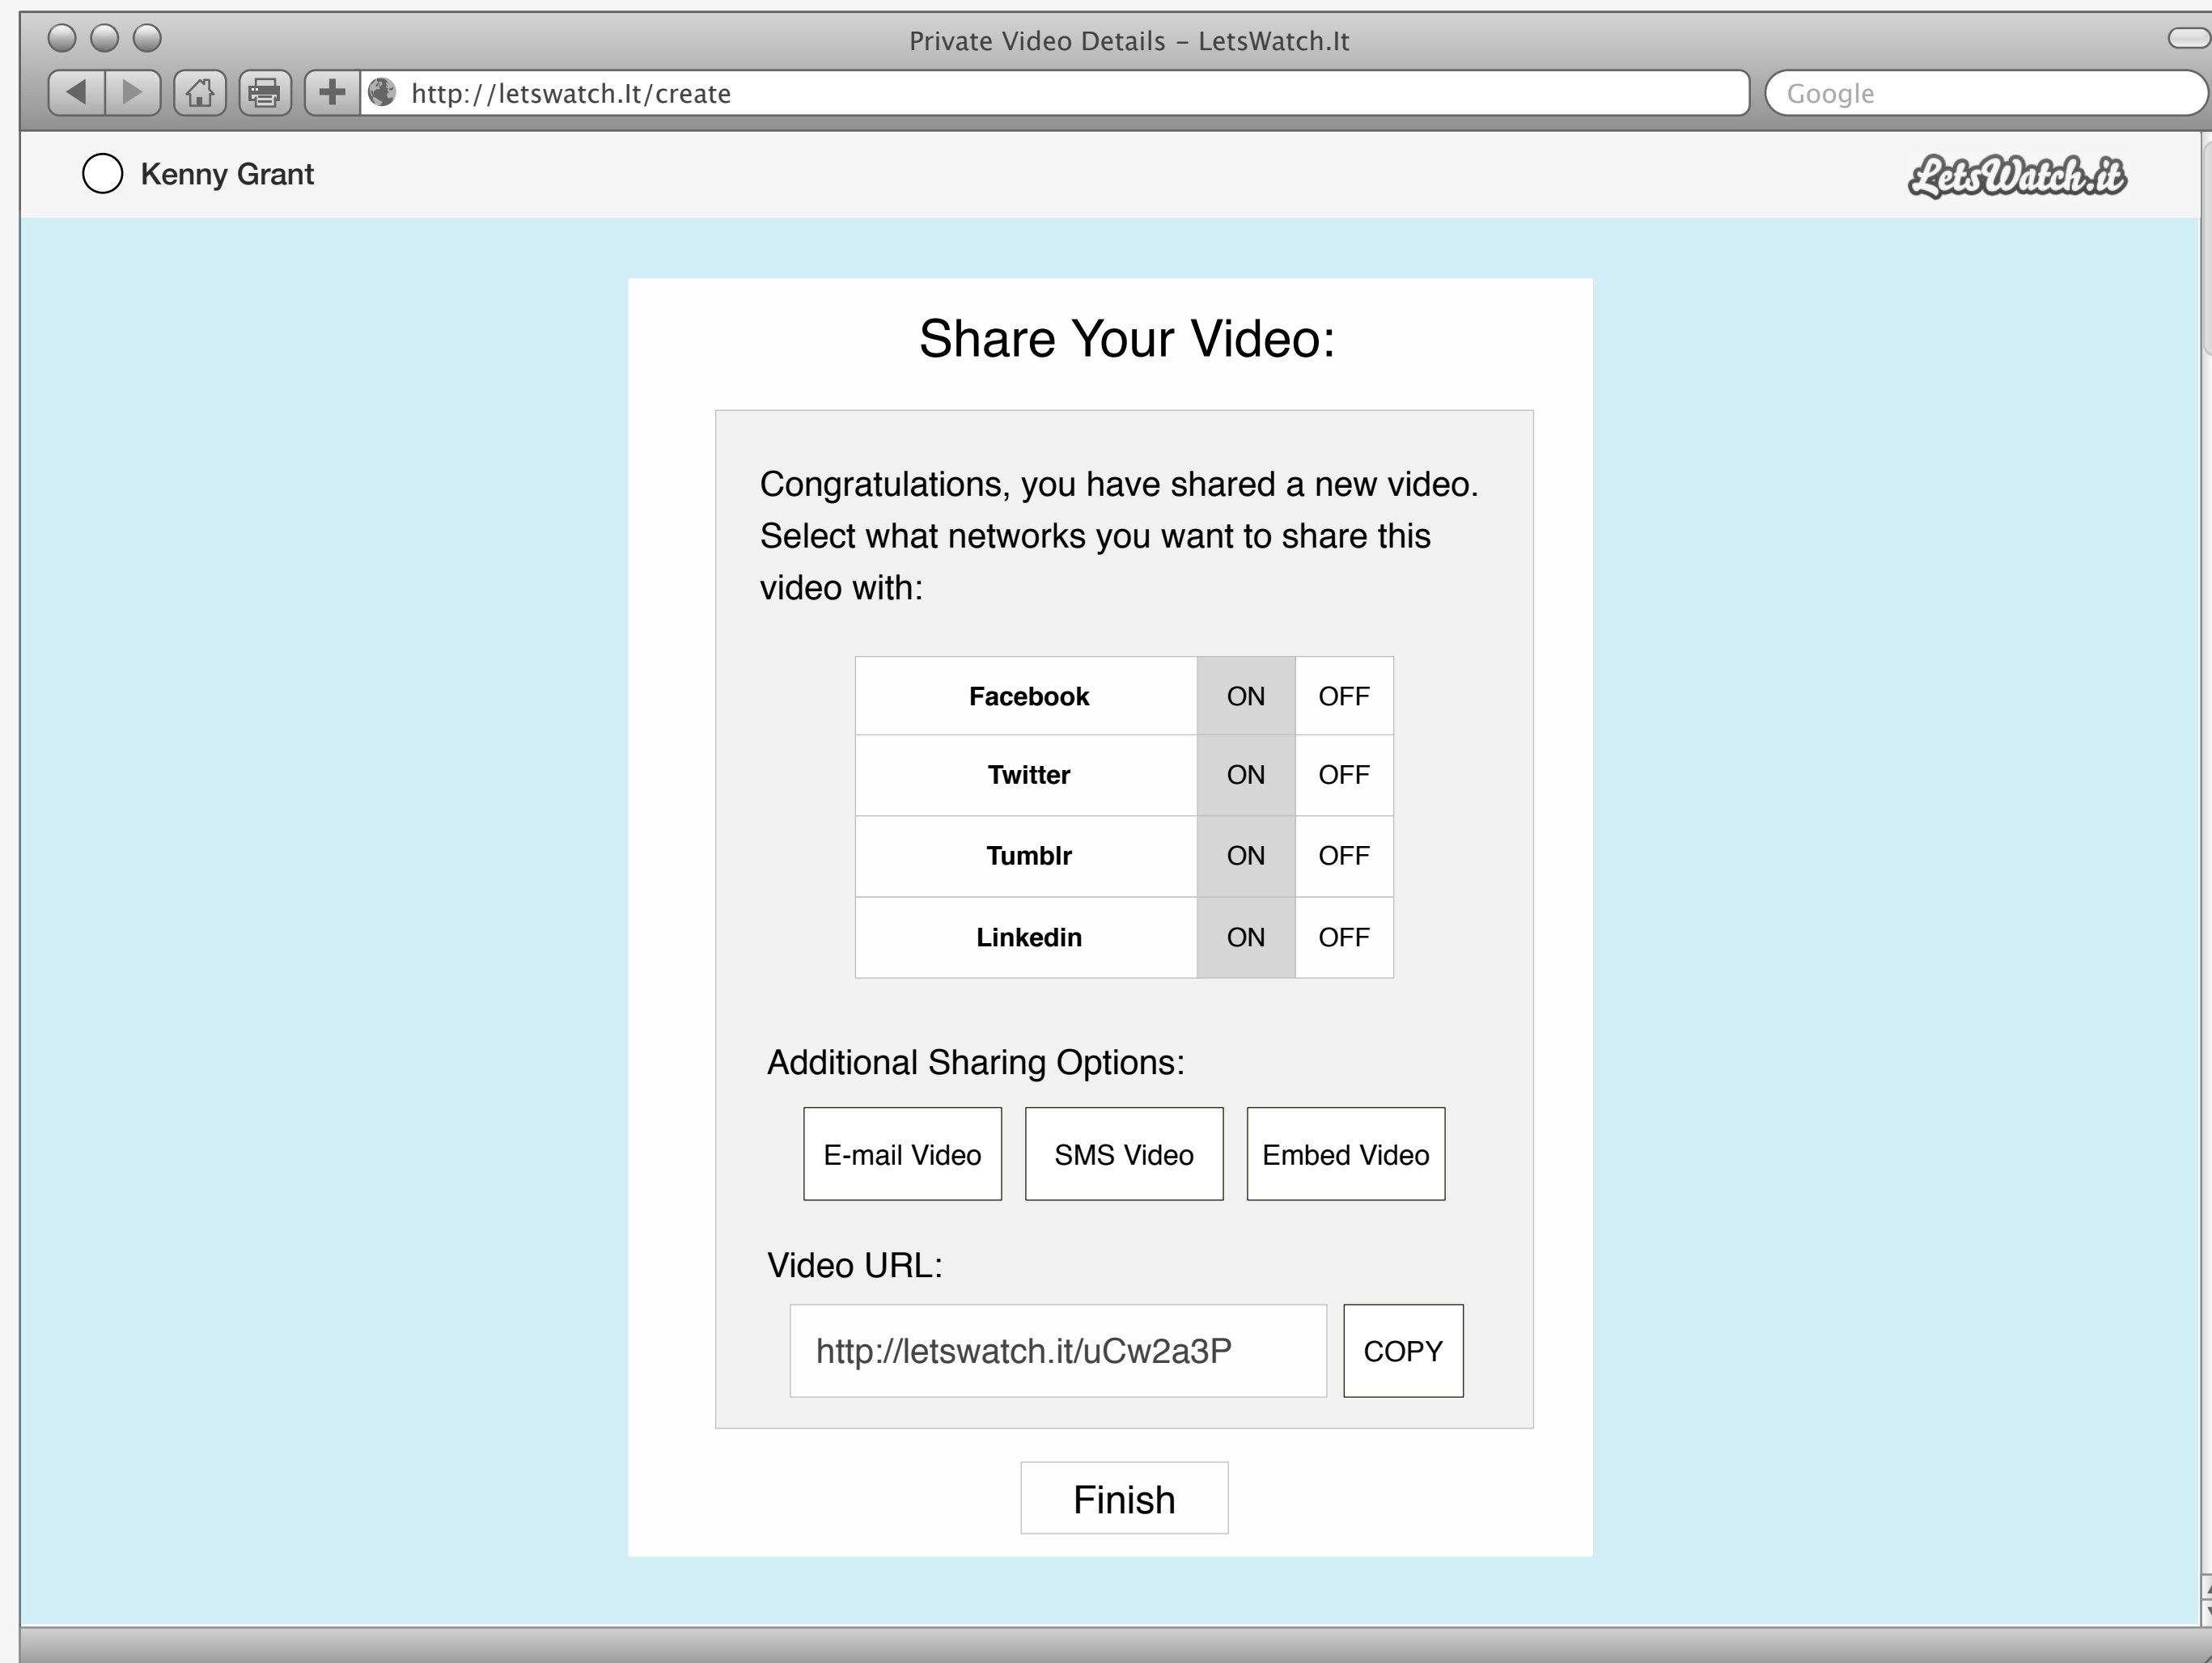 Private Video Details – LetsWatch.It
http://letswatch.It/create
Google
Kenny Grant
LetsWatch.it
Share Your Video:
Congratulations, you have shared a new video.
Select what networks you want to share this
video with:
Facebook ON OFF
Twitter ON OFF
Tumblr ON OFF
Linkedin ON OFF
Additional Sharing Options:
E-mail Video SMS Video Embed Video
Video URL:
http://letswatch.it/uCw2a3P COPY
Finish